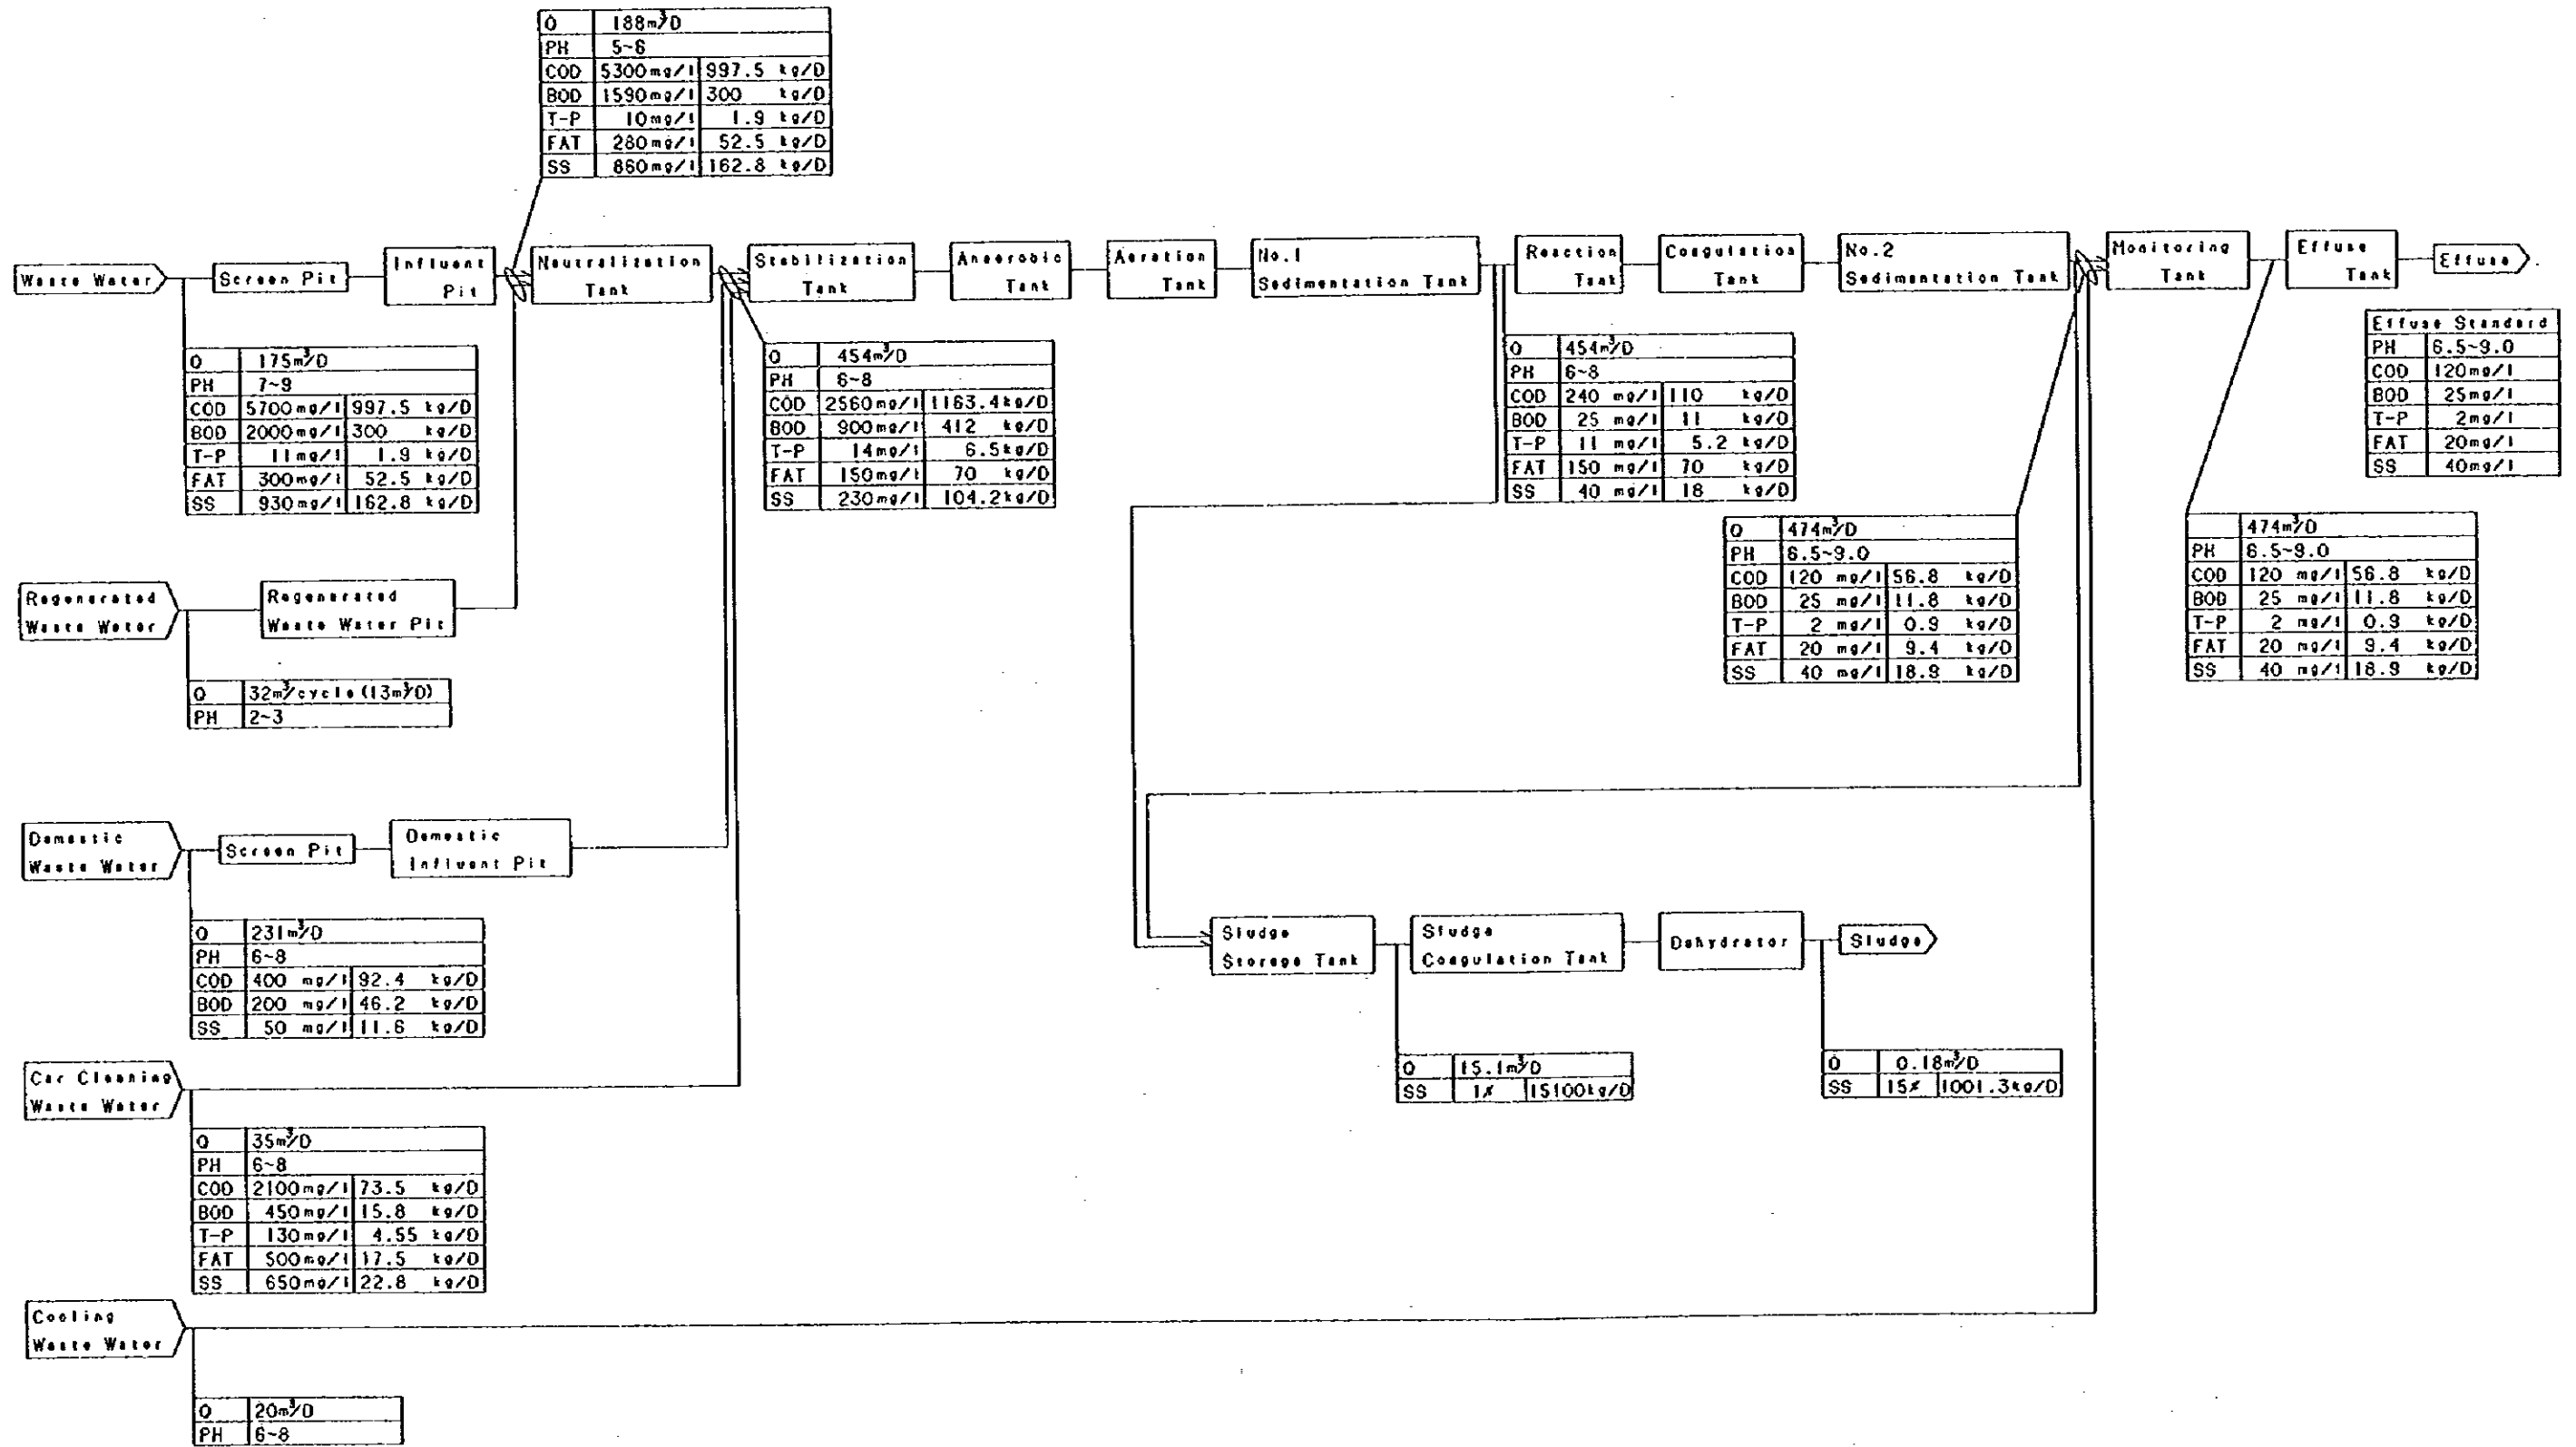 Q 188m³/D
PH 5~6
COD 5300mg/l 997.5 kg/D
BOD 1590mg/l 300 kg/D
T-P 10mg/l 1.9 kg/D
FAT 280mg/l 52.5 kg/D
SS 860mg/l 162.8 kg/D
Waste Water
Screen Pit
Influent
Pit
Neutralization
Tank
Stabilization
Tank
Anaerobic
Tank
Aeration
Tank
No.1
Sedimentation Tank
Reaction
Tank
Coagulation
Tank
No.2
Sedimentation Tank
Monitoring
Tank
Effuse
Tank
Effuse
Q 175m³/D
PH 7~9
COD 5700mg/l 997.5 kg/D
BOD 2000mg/l 300 kg/D
T-P 11mg/l 1.9 kg/D
FAT 300mg/l 52.5 kg/D
SS 930mg/l 162.8 kg/D
Q 454m³/D
PH 6~8
COD 2560mg/l 1163.4kg/D
BOD 900mg/l 412 kg/D
T-P 14mg/l 6.5kg/D
FAT 150mg/l 70 kg/D
SS 230mg/l 104.2kg/D
Q 454m³/D
PH 6~8
COD 240 mg/l 110 kg/D
BOD 25 mg/l 11 kg/D
T-P 11 mg/l 5.2 kg/D
FAT 150 mg/l 70 kg/D
SS 40 mg/l 18 kg/D
Effuse Standard
PH 6.5~9.0
COD 120mg/l
BOD 25mg/l
T-P 2mg/l
FAT 20mg/l
SS 40mg/l
Q 474m³/D
PH 6.5~9.0
COD 120 mg/l 56.8 kg/D
BOD 25 mg/l 11.8 kg/D
T-P 2 mg/l 0.9 kg/D
FAT 20 mg/l 9.4 kg/D
SS 40 mg/l 18.9 kg/D
474m³/D
PH 6.5~9.0
COD 120 mg/l 56.8 kg/D
BOD 25 mg/l 11.8 kg/D
T-P 2 mg/l 0.9 kg/D
FAT 20 mg/l 9.4 kg/D
SS 40 mg/l 18.9 kg/D
Regenerated
Waste Water
Regenerated
Waste Water Pit
Q 32m³/cycle(13m³/D)
PH 2~3
Domestic
Waste Water
Screen Pit
Domestic
Influent Pit
Q 231m³/D
PH 6~8
COD 400 mg/l 92.4 kg/D
BOD 200 mg/l 46.2 kg/D
SS 50 mg/l 11.6 kg/D
Sludge
Storage Tank
Sludge
Coagulation Tank
Dehydrator
Sludge
Q 15.1m³/D
SS 1% 15100kg/D
Q 0.18m³/D
SS 15% 1001.3kg/D
Car Cleaning
Waste Water
Q 35m³/D
PH 6~8
COD 2100mg/l 73.5 kg/D
BOD 450mg/l 15.8 kg/D
T-P 130mg/l 4.55 kg/D
FAT 500mg/l 17.5 kg/D
SS 650mg/l 22.8 kg/D
Cooling
Waste Water
Q 20m³/D
PH 6~8